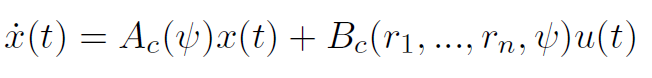 ẋ(t) = A_c(ψ)x(t) + B_c(r_1, ..., r_n, ψ)u(t)